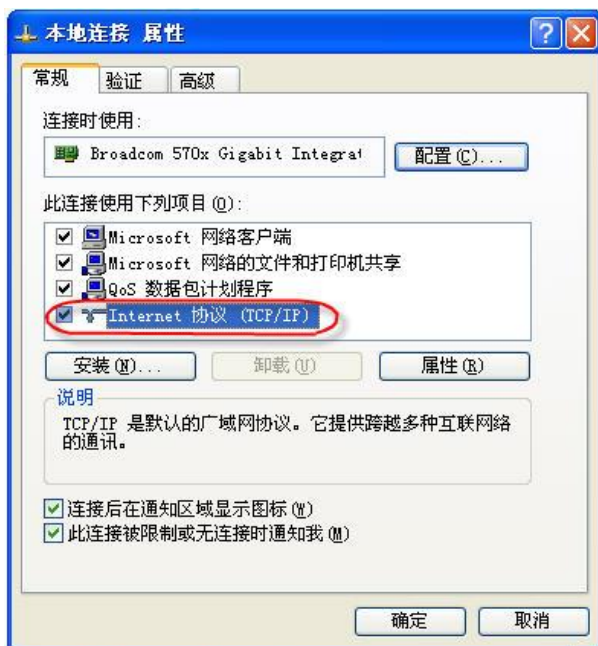 本地连接 属性
常规 验证 高级
连接时使用:
Broadcom 570x Gigabit Integrat
配置(C)...
此连接使用下列项目(O):
Microsoft 网络客户端
Microsoft 网络的文件和打印机共享
QoS 数据包计划程序
Internet 协议 (TCP/IP)
安装(N)... 卸载(U) 属性(R)
说明
TCP/IP 是默认的广域网协议。它提供跨越多种互联网络
的通讯。
连接后在通知区域显示图标(W)
此连接被限制或无连接时通知我(M)
确定 取消